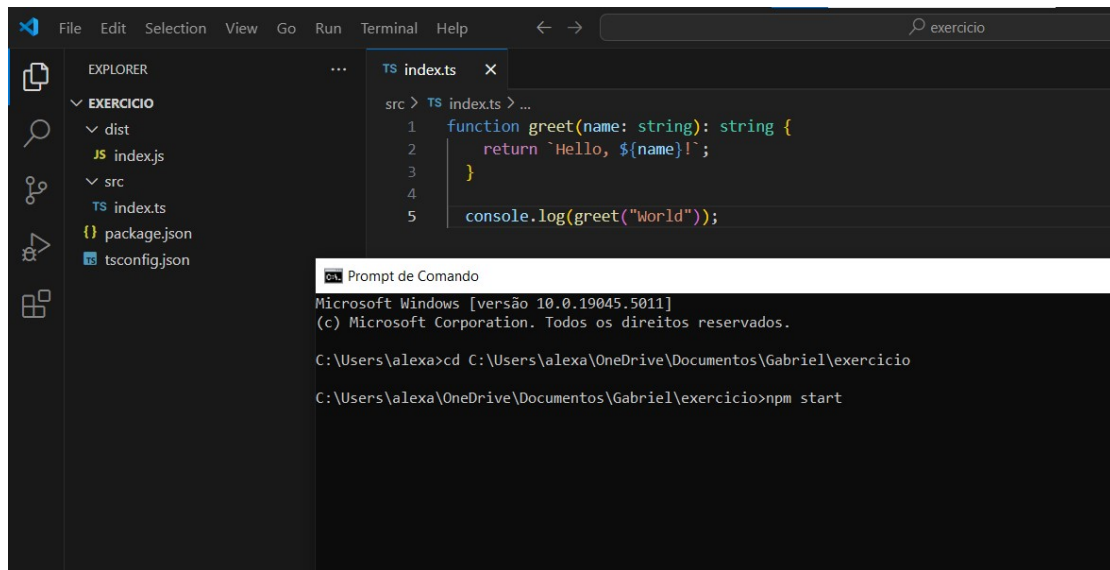 File Edit Selection View Go Run Terminal Help
exercicio
EXPLORER
EXERCICIO
dist
JS index.js
src
TS index.ts
{} package.json
TS tsconfig.json
TS index.ts
src > TS index.ts > ...
1 function greet(name: string): string {
2 return `Hello, ${name}!`;
3 }
4
5 console.log(greet("World"));
C:\. Prompt de Comando
Microsoft Windows [versão 10.0.19045.5011]
(c) Microsoft Corporation. Todos os direitos reservados.
C:\Users\alexa>cd C:\Users\alexa\OneDrive\Documentos\Gabriel\exercicio
C:\Users\alexa\OneDrive\Documentos\Gabriel\exercicio>npm start